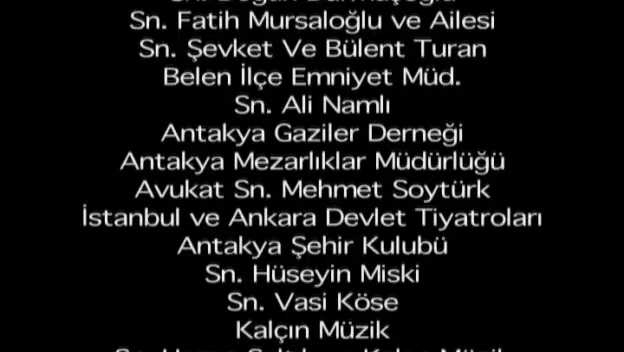 Sn. Fatih Mursaloğlu ve Ailesi
Sn. Şevket Ve Bülent Turan
Belen İlçe Emniyet Müd.
Sn. Ali Namlı
Antakya Gaziler Derneği
Antakya Mezarlıklar Müdürlüğü
Avukat Sn. Mehmet Soytürk
İstanbul ve Ankara Devlet Tiyatroları
Antakya Şehir Kulubü
Sn. Hüseyin Miski
Sn. Vasi Köse
Kalçın Müzik